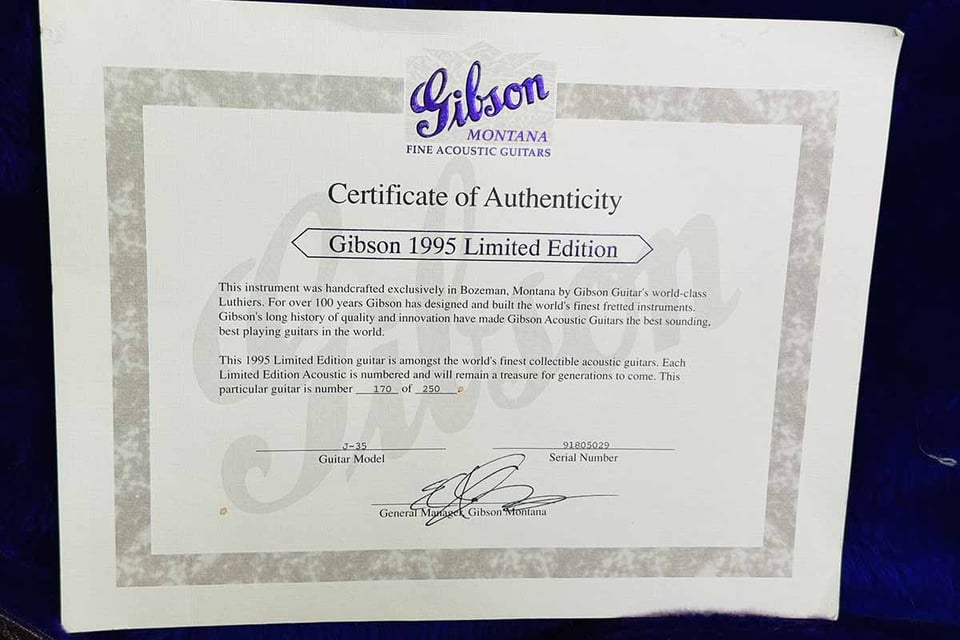 Gibson
MONTANA
FINE ACOUSTIC GUITARS
Certificate of Authenticity
Gibson 1995 Limited Edition
This instrument was handcrafted exclusively in Bozeman, Montana by Gibson Guitar's world-class
Luthiers. For over 100 years Gibson has designed and built the world's finest fretted instruments.
Gibson's long history of quality and innovation have made Gibson Acoustic Guitars the best sounding,
best playing guitars in the world.
This 1995 Limited Edition guitar is amongst the world's finest collectible acoustic guitars. Each
Limited Edition Acoustic is numbered and will remain a treasure for generations to come. This
particular guitar is number 170 of 250.
J-35
Guitar Model
91805029
Serial Number
General Manager, Gibson Montana
Gibson